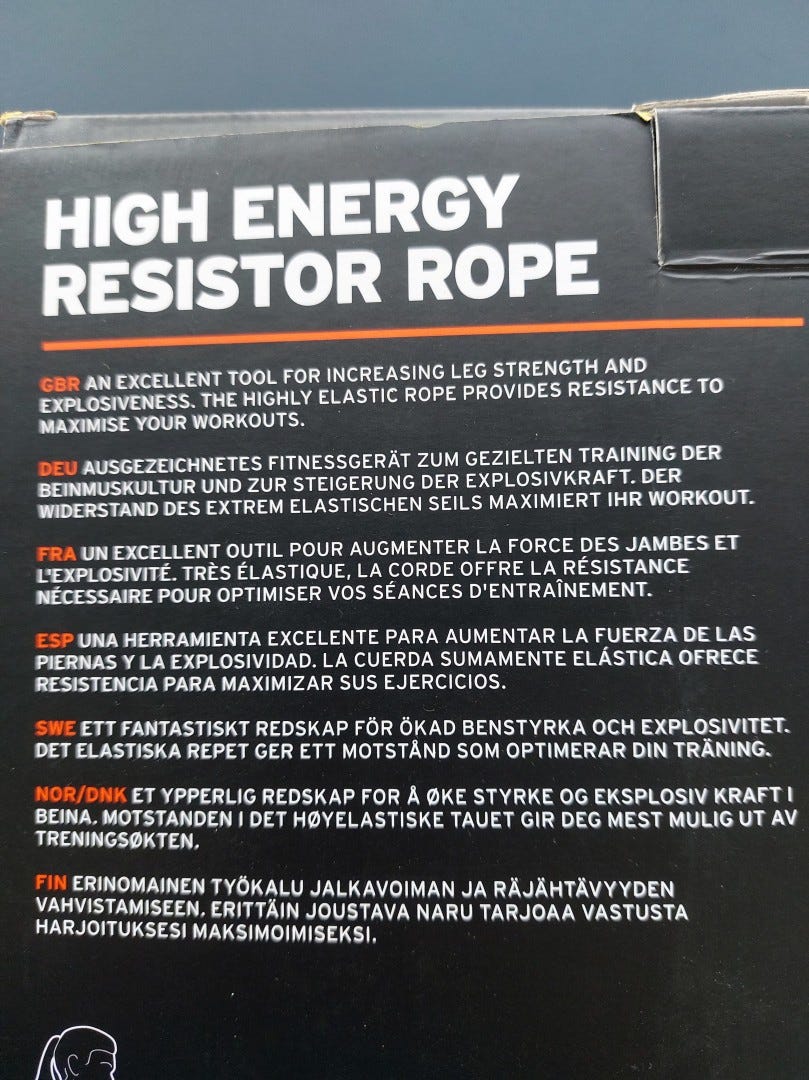 HIGH ENERGY
RESISTOR ROPE
GBR AN EXCELLENT TOOL FOR INCREASING LEG STRENGTH AND
EXPLOSIVENESS. THE HIGHLY ELASTIC ROPE PROVIDES RESISTANCE TO
MAXIMISE YOUR WORKOUTS.
DEU AUSGEZEICHNETES FITNESSGERÄT ZUM GEZIELTEN TRAINING DER
BEINMUSKULTUR UND ZUR STEIGERUNG DER EXPLOSIVKRAFT. DER
WIDERSTAND DES EXTREM ELASTISCHEN SEILS MAXIMIERT IHR WORKOUT.
FRA UN EXCELLENT OUTIL POUR AUGMENTER LA FORCE DES JAMBES ET
L'EXPLOSIVITÉ. TRÈS ÉLASTIQUE, LA CORDE OFFRE LA RÉSISTANCE
NÉCESSAIRE POUR OPTIMISER VOS SÉANCES D'ENTRAÎNEMENT.
ESP UNA HERRAMIENTA EXCELENTE PARA AUMENTAR LA FUERZA DE LAS
PIERNAS Y LA EXPLOSIVIDAD. LA CUERDA SUMAMENTE ELÁSTICA OFRECE
RESISTENCIA PARA MAXIMIZAR SUS EJERCICIOS.
SWE ETT FANTASTISKT REDSKAP FÖR ÖKAD BENSTYRKA OCH EXPLOSIVITET.
DET ELASTISKA REPET GER ETT MOTSTÅND SOM OPTIMERAR DIN TRÄNING.
NOR/DNK ET YPPERLIG REDSKAP FOR Å ØKE STYRKE OG EKSPLOSIV KRAFT I
BEINA. MOTSTANDEN I DET HØYELASTISKE TAUET GIR DEG MEST MULIG UT AV
TRENINGSØKTEN.
FIN ERINOMAINEN TYÖKALU JALKAVOIMAN JA RÄJÄHTÄVYYDEN
VAHVISTAMISEEN. ERITTÄIN JOUSTAVA NARU TARJOAA VASTUSTA
HARJOITUKSESI MAKSIMOIMISEKSI.